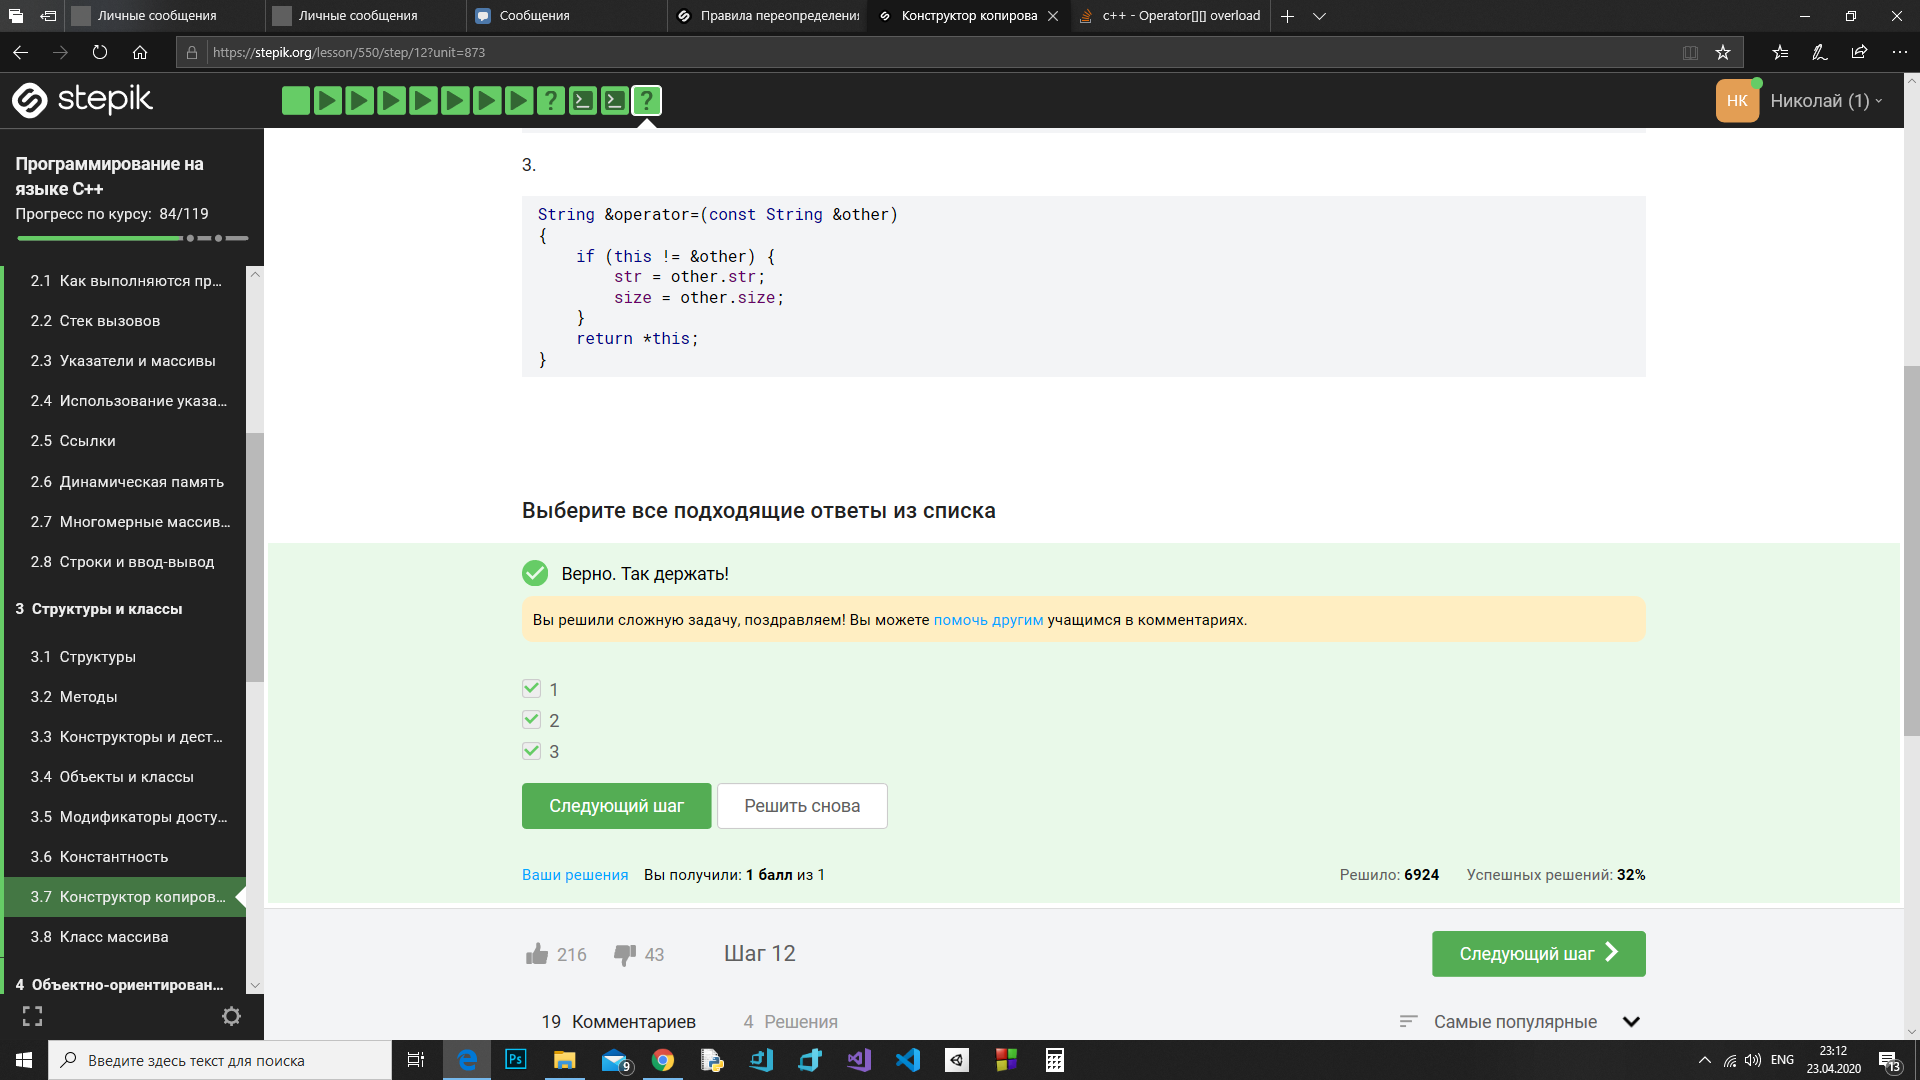 Личные сообщения
Личные сообщения
Сообщения
Правила переопределения
Конструктор копирова
c++ - Operator[][] overload
https://stepik.org/lesson/550/step/12?unit=873
stepik
?
?
НК
Николай (1)
Программирование на
языке C++
Прогресс по курсу: 84/119
2.1 Как выполняются пр...
2.2 Стек вызовов
2.3 Указатели и массивы
2.4 Использование указа...
2.5 Ссылки
2.6 Динамическая память
2.7 Многомерные массив...
2.8 Строки и ввод-вывод
3 Структуры и классы
3.1 Структуры
3.2 Методы
3.3 Конструкторы и дест...
3.4 Объекты и классы
3.5 Модификаторы досту...
3.6 Константность
3.7 Конструктор копиров...
3.8 Класс массива
4 Объектно-ориентирован...
3.
String &operator=(const String &other)
{
if (this != &other) {
str = other.str;
size = other.size;
}
return *this;
}
Выберите все подходящие ответы из списка
Верно. Так держать!
Вы решили сложную задачу, поздравляем! Вы можете помочь другим учащимся в комментариях.
1
2
3
Следующий шаг
Решить снова
Ваши решения Вы получили: 1 балл из 1
Решило: 6924 Успешных решений: 32%
216
43
Шаг 12
Следующий шаг
19 Комментариев
4 Решения
Самые популярные
Введите здесь текст для поиска
Ps
9
ENG
23:12
23.04.2020
13